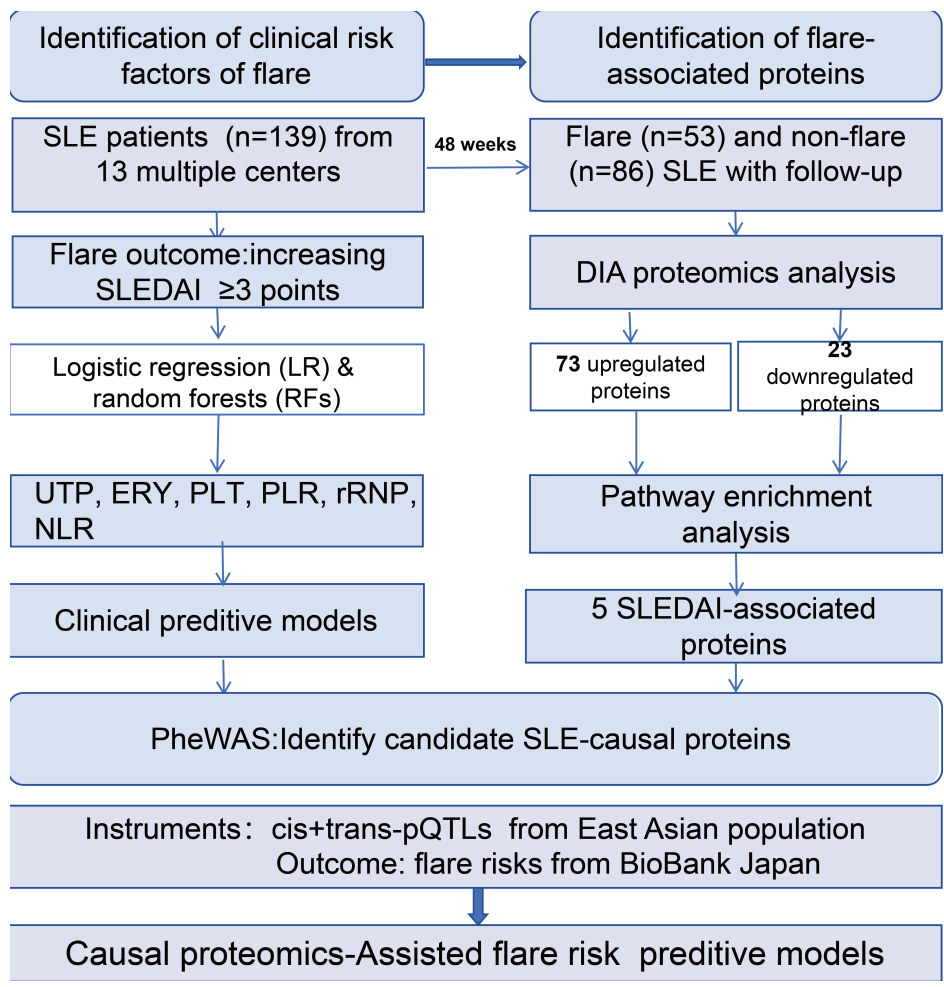 Identification of clinical risk
factors of flare
Identification of flare-
associated proteins
SLE patients (n=139) from
13 multiple centers
48 weeks
Flare (n=53) and non-flare
(n=86) SLE with follow-up
Flare outcome:increasing
SLEDAI ≥3 points
DIA proteomics analysis
Logistic regression (LR) &
random forests (RFs)
73 upregulated
proteins
23
downregulated
proteins
UTP, ERY, PLT, PLR, rRNP,
NLR
Pathway enrichment
analysis
Clinical preditive models
5 SLEDAI-associated
proteins
PheWAS:Identify candidate SLE-causal proteins
Instruments: cis+trans-pQTLs from East Asian population
Outcome: flare risks from BioBank Japan
Causal proteomics-Assisted flare risk preditive models